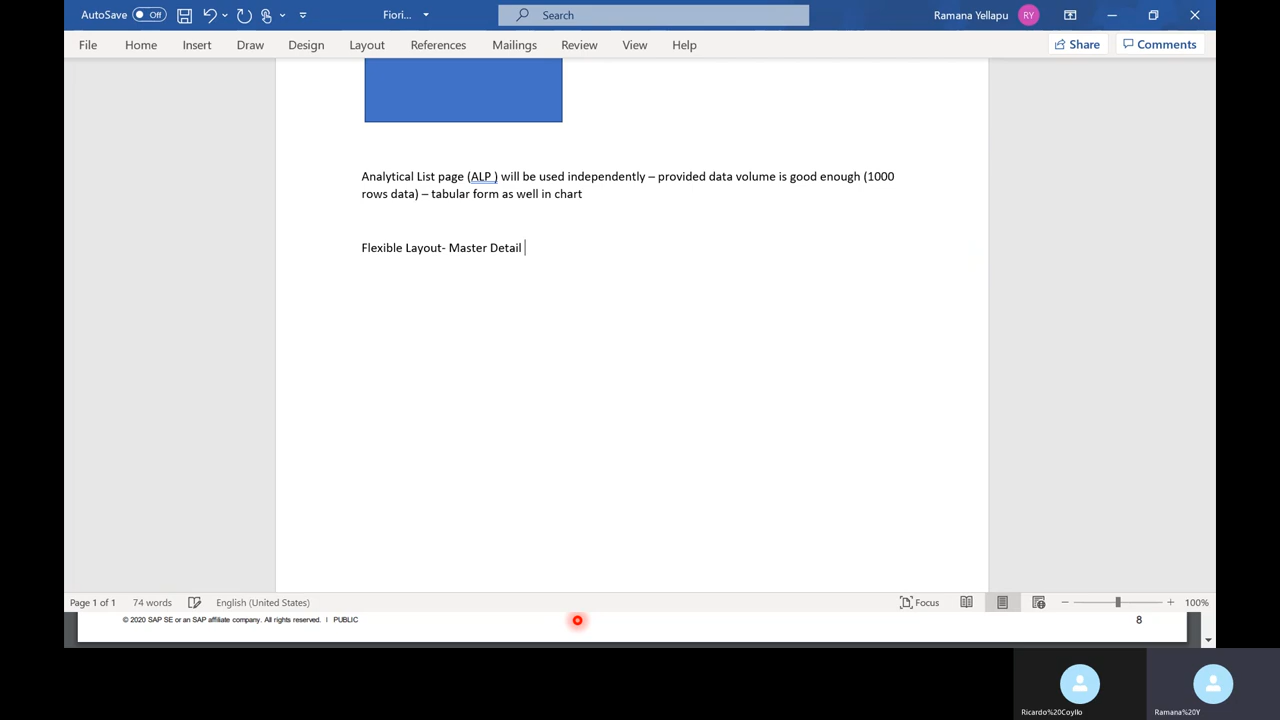 AutoSave Off Fiori... Search Ramana Yellapu RY
File Home Insert Draw Design Layout References Mailings Review View Help Share Comments
Analytical List page (ALP ) will be used independently – provided data volume is good enough (1000
rows data) – tabular form as well in chart
Flexible Layout- Master Detail
Page 1 of 1 74 words English (United States) Focus 100%
© 2020 SAP SE or an SAP affiliate company. All rights reserved. | PUBLIC 8
Ricardo%20Coyllo Ramana%20Y